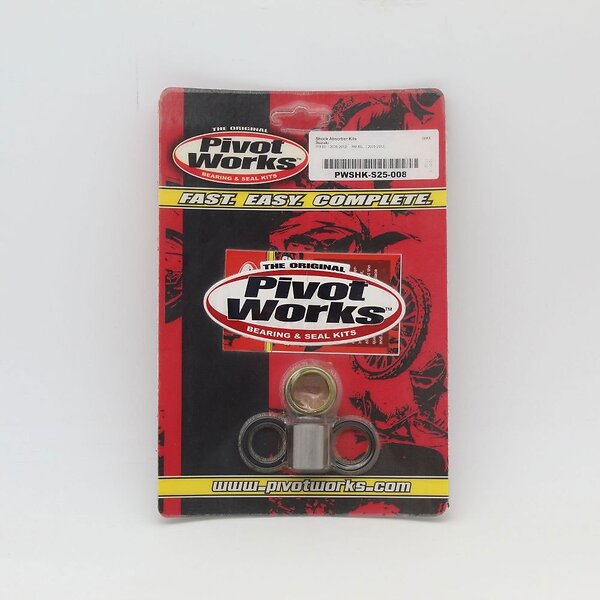 THE ORIGINAL
Pivot
Works
BEARING & SEAL KITS
Shock Absorber Kits
Suzuki
PWSHK-S25-008
FAST. EASY. COMPLETE.
THE ORIGINAL
Pivot
Works™
BEARING & SEAL KITS
www.pivotworks.com